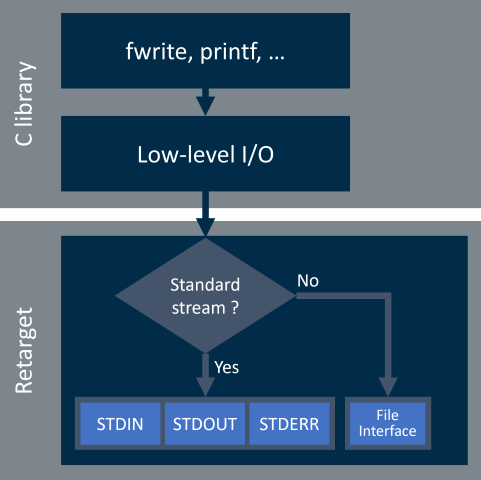 C library
fwrite, printf, ...
Low-level I/O
Retarget
Standard
stream ?
No
Yes
STDIN
STDOUT
STDERR
File
Interface